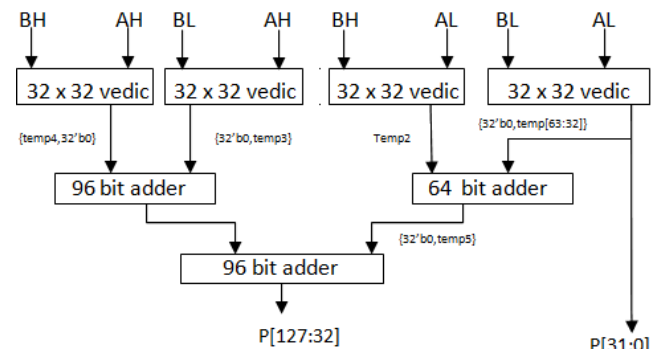 BH AH BL AH BH AL BL AL
32 x 32 vedic 32 x 32 vedic 32 x 32 vedic 32 x 32 vedic
{temp4,32'b0} {32'b0,temp3} Temp2 {32'b0,temp[63:32]}
96 bit adder 64 bit adder
{32'b0,temp5}
96 bit adder
P[127:32] P[31:0]